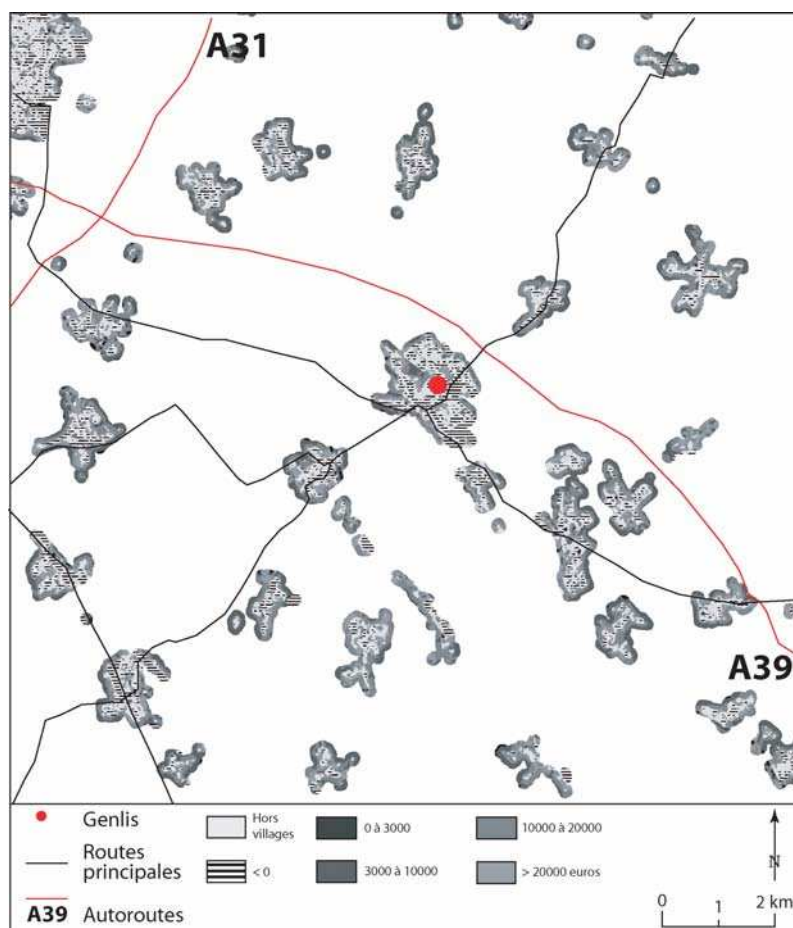 A31
A39
Genlis
Routes
principales
A39 Autoroutes
Hors
villages
< 0
0 à 3000
3000 à 10000
10000 à 20000
> 20000 euros
N
0 1 2 km